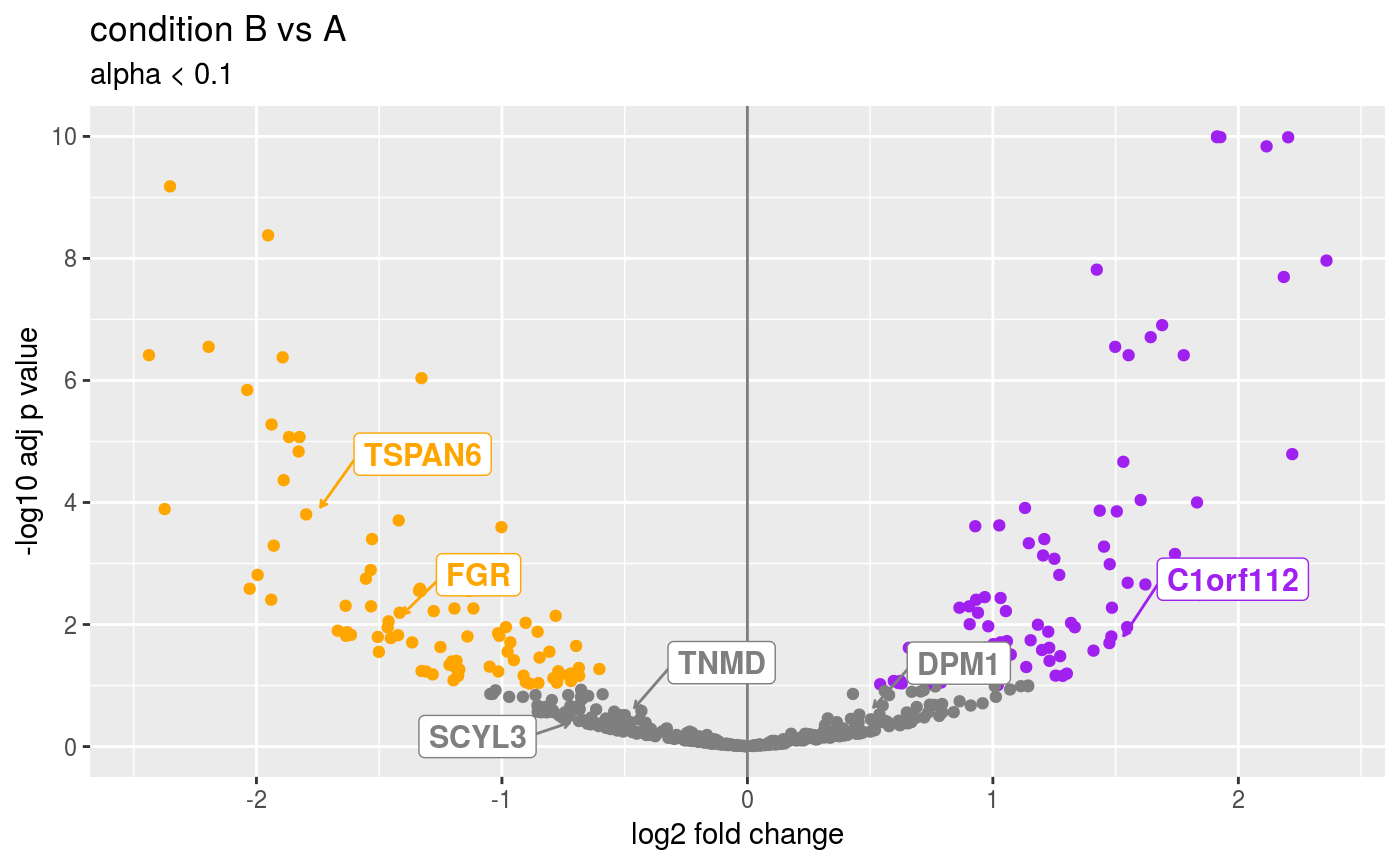 condition B vs A
alpha < 0.1
-log10 adj p value
10
8
6
4
2
0
TSPAN6
FGR
C1orf112
TNMD
DPM1
SCYL3
-2
-1
0
1
2
log2 fold change